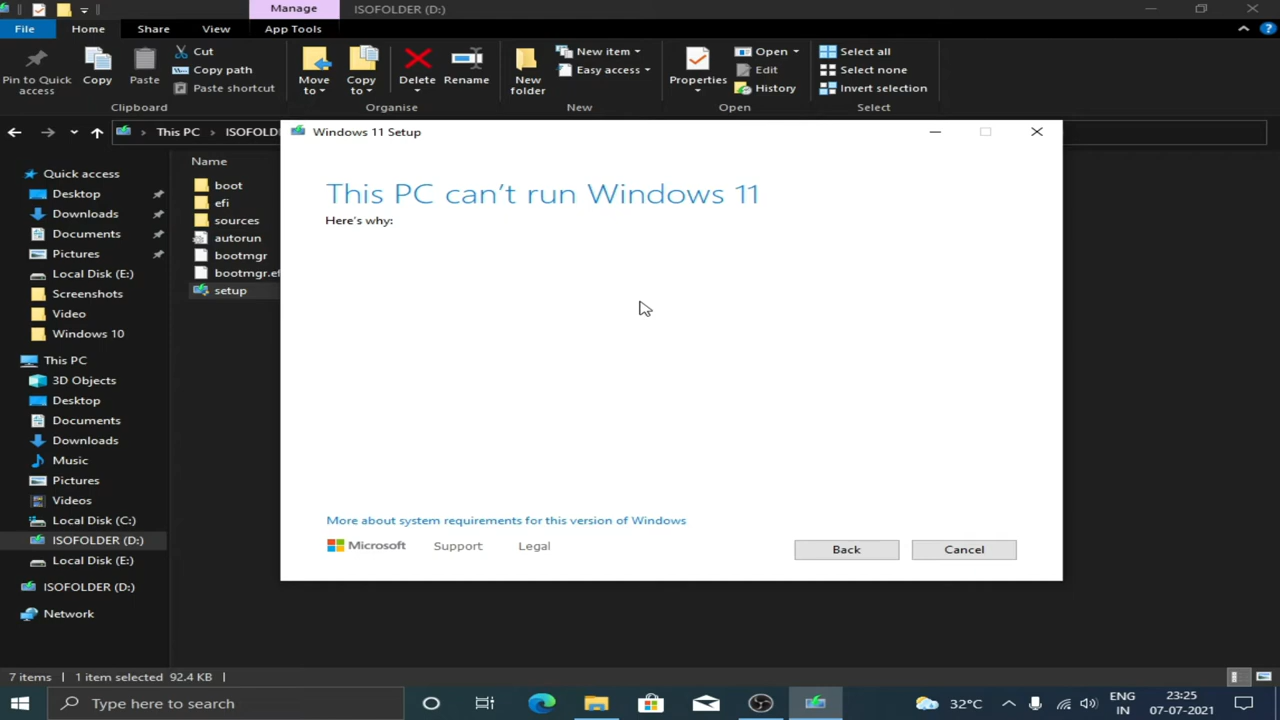 Manage
ISOFOLDER (D:)
File
Home
Share
View
App Tools
Pin to Quick
access
Copy
Paste
Cut
Copy path
Paste shortcut
Clipboard
Move
to
Copy
to
Delete
Rename
Organise
New
folder
New item
Easy access
New
Properties
Open
Edit
History
Open
Select all
Select none
Invert selection
Select
This PC
ISOFOLD
Quick access
Desktop
Downloads
Documents
Pictures
Local Disk (E:)
Screenshots
Video
Windows 10
This PC
3D Objects
Desktop
Documents
Downloads
Music
Pictures
Videos
Local Disk (C:)
ISOFOLDER (D:)
Local Disk (E:)
ISOFOLDER (D:)
Network
Name
boot
efi
sources
autorun
bootmgr
bootmgr.ef
setup
Windows 11 Setup
This PC can't run Windows 11
Here's why:
More about system requirements for this version of Windows
Microsoft
Support
Legal
Back
Cancel
7 items
1 item selected 92.4 KB
Type here to search
32°C
ENG
IN
23:25
07-07-2021